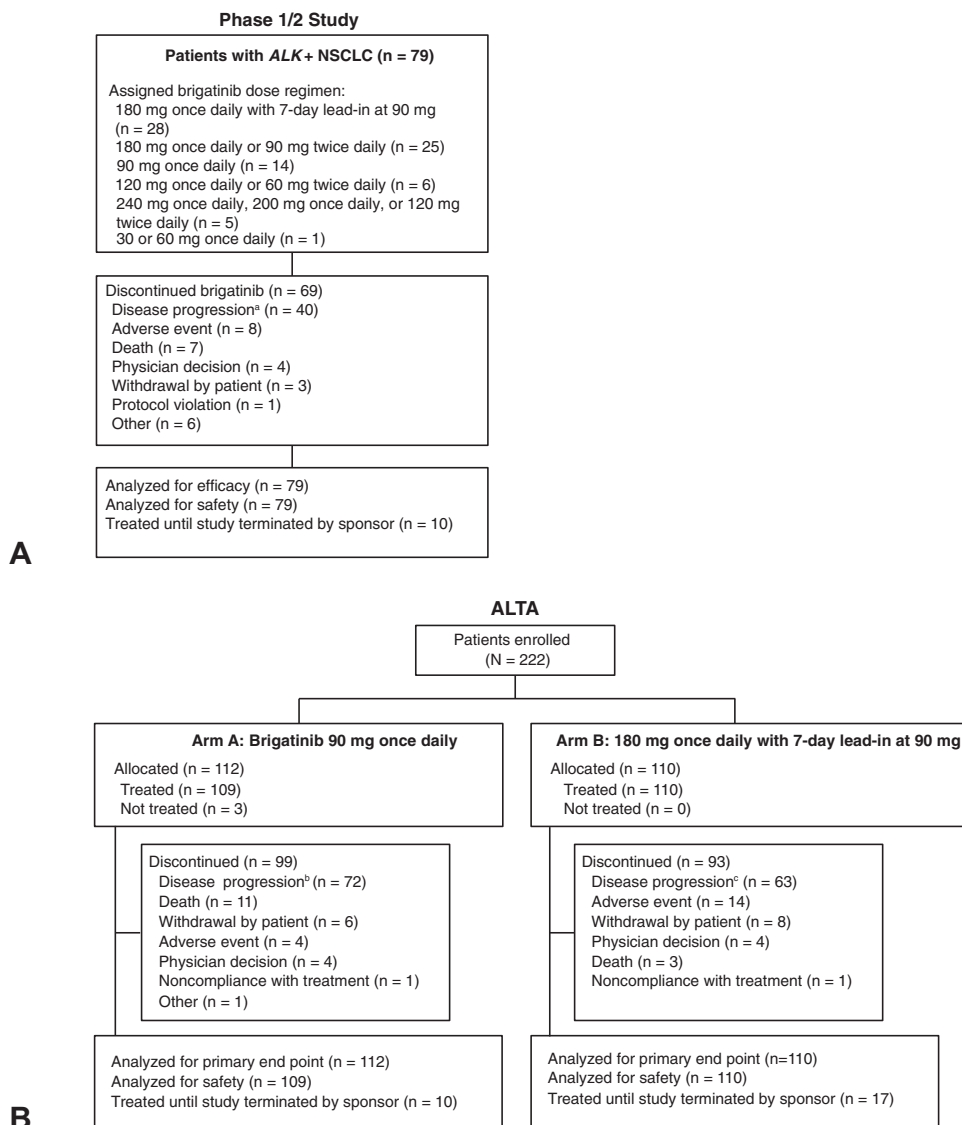 Phase 1/2 Study
Patients with ALK+ NSCLC (n = 79)
Assigned brigatinib dose regimen:
180 mg once daily with 7-day lead-in at 90 mg
(n = 28)
180 mg once daily or 90 mg twice daily (n = 25)
90 mg once daily (n = 14)
120 mg once daily or 60 mg twice daily (n = 6)
240 mg once daily, 200 mg once daily, or 120 mg
twice daily (n = 5)
30 or 60 mg once daily (n = 1)
Discontinued brigatinib (n = 69)
Disease progressionᵃ (n = 40)
Adverse event (n = 8)
Death (n = 7)
Physician decision (n = 4)
Withdrawal by patient (n = 3)
Protocol violation (n = 1)
Other (n = 6)
Analyzed for efficacy (n = 79)
Analyzed for safety (n = 79)
Treated until study terminated by sponsor (n = 10)
A
ALTA
Patients enrolled
(N = 222)
Arm A: Brigatinib 90 mg once daily
Allocated (n = 112)
Treated (n = 109)
Not treated (n = 3)
Discontinued (n = 99)
Disease progressionᵇ (n = 72)
Death (n = 11)
Withdrawal by patient (n = 6)
Adverse event (n = 4)
Physician decision (n = 4)
Noncompliance with treatment (n = 1)
Other (n = 1)
Analyzed for primary end point (n = 112)
Analyzed for safety (n = 109)
Treated until study terminated by sponsor (n = 10)
Arm B: 180 mg once daily with 7-day lead-in at 90 mg
Allocated (n = 110)
Treated (n = 110)
Not treated (n = 0)
Discontinued (n = 93)
Disease progressionᶜ (n = 63)
Adverse event (n = 14)
Withdrawal by patient (n = 8)
Physician decision (n = 4)
Death (n = 3)
Noncompliance with treatment (n = 1)
Analyzed for primary end point (n=110)
Analyzed for safety (n = 110)
Treated until study terminated by sponsor (n = 17)
B